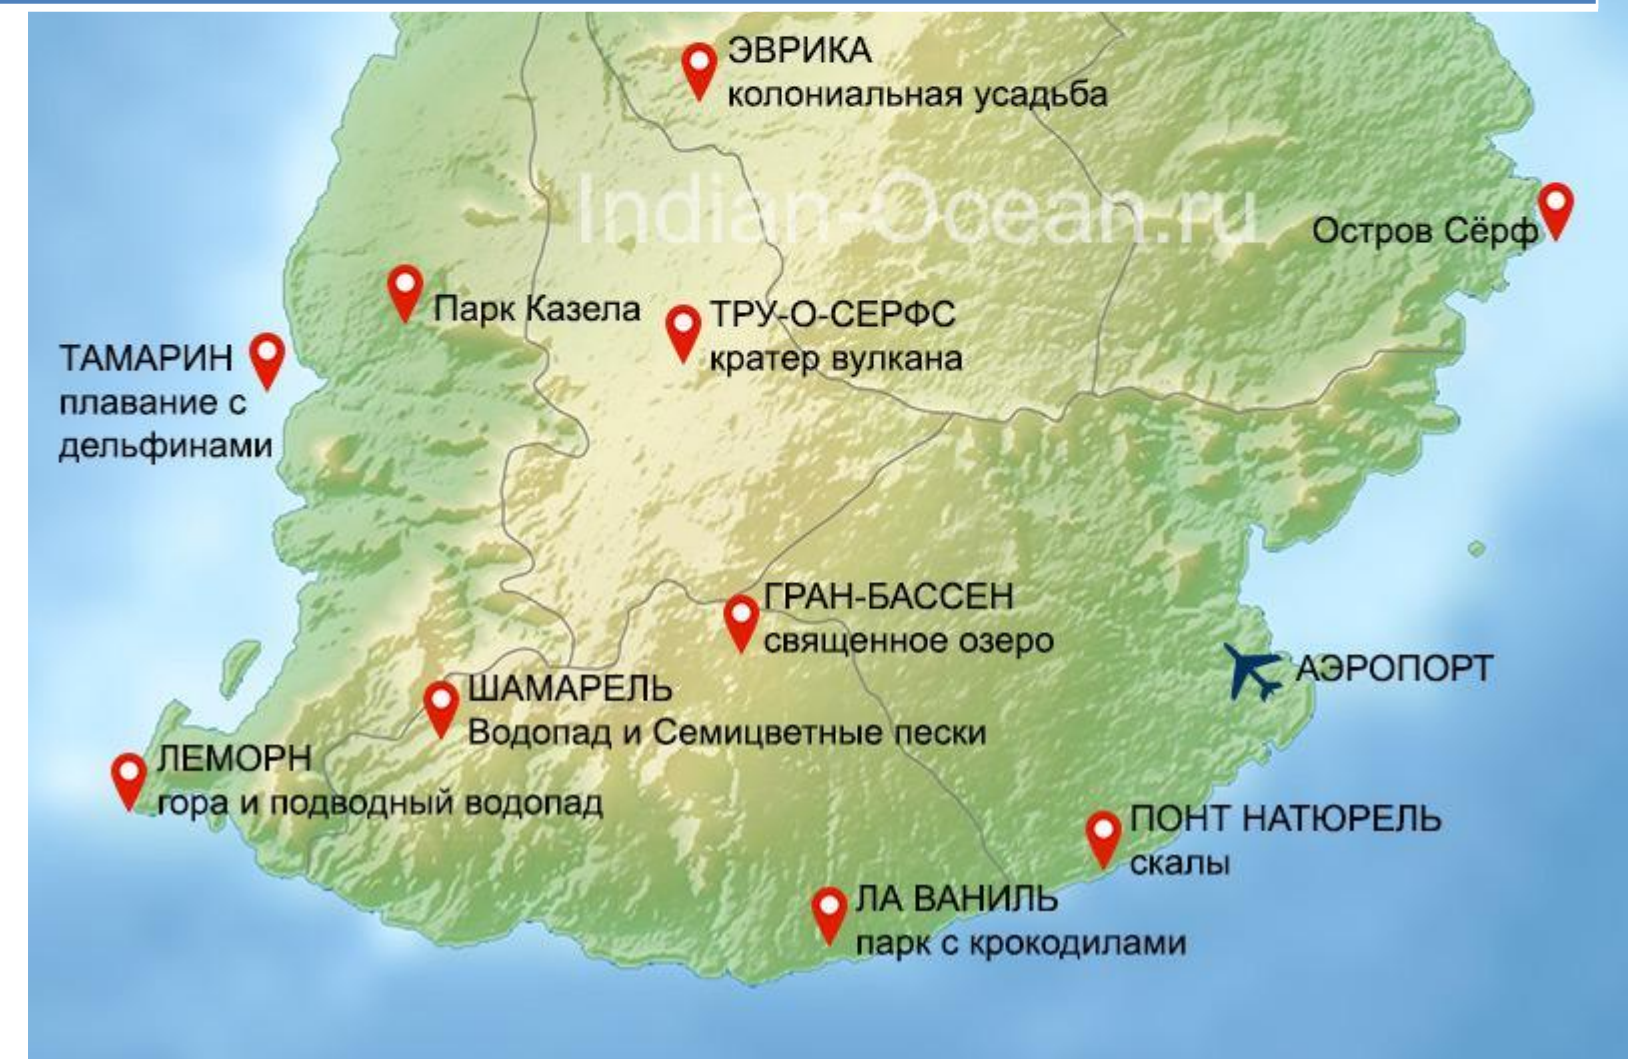 ЭВРИКА
колониальная усадьба
Indian-Ocean.ru
Остров Сёрф
Парк Казела
ТРУ-О-СЕРФС
кратер вулкана
ТАМАРИН
плавание с
дельфинами
ГРАН-БАССЕН
священное озеро
АЭРОПОРТ
ШАМАРЕЛЬ
Водопад и Семицветные пески
ЛЕМОРН
гора и подводный водопад
ПОНТ НАТЮРЕЛЬ
скалы
ЛА ВАНИЛЬ
парк с крокодилами